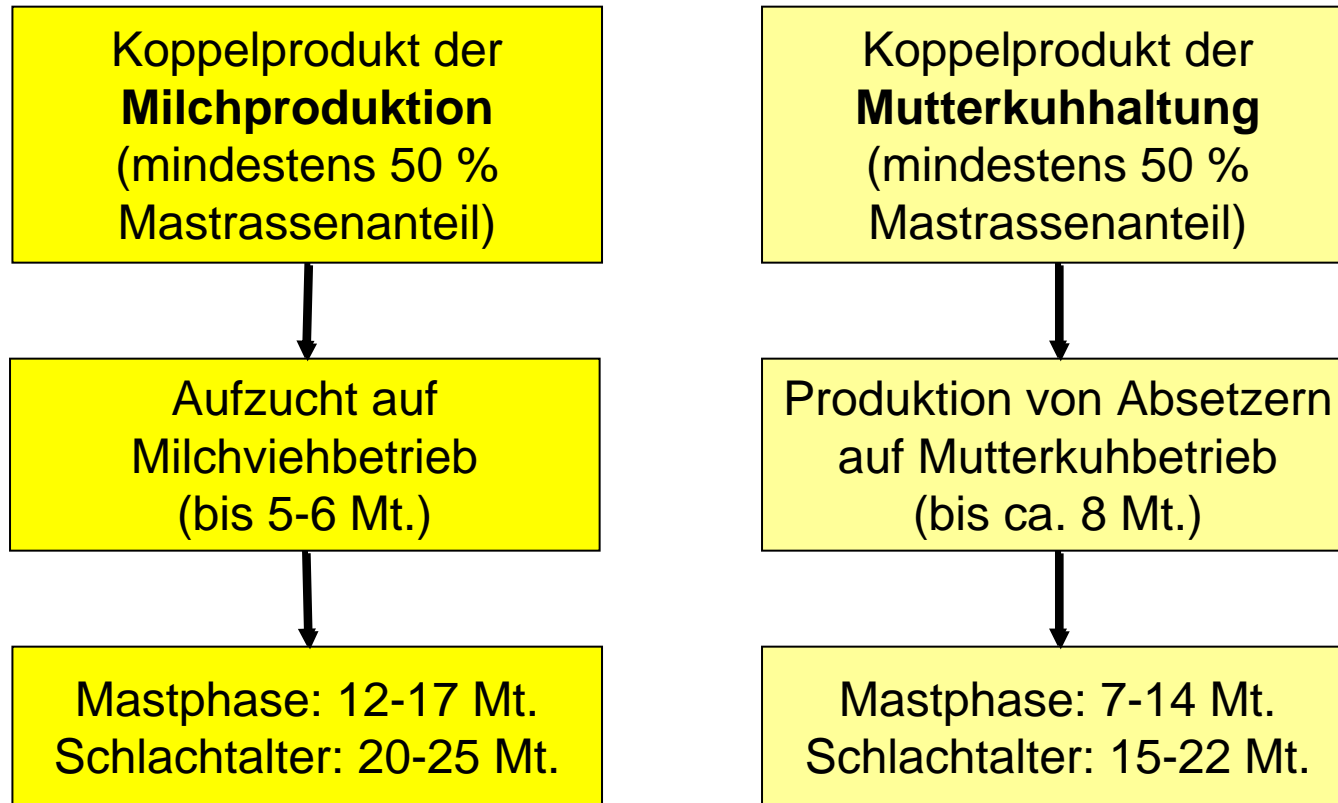 Koppelprodukt der
Milchproduktion
(mindestens 50 %
Mastrassenanteil)
Aufzucht auf
Milchviehbetrieb
(bis 5-6 Mt.)
Mastphase: 12-17 Mt.
Schlachtalter: 20-25 Mt.
Koppelprodukt der
Mutterkuhhaltung
(mindestens 50 %
Mastrassenanteil)
Produktion von Absetzern
auf Mutterkuhbetrieb
(bis ca. 8 Mt.)
Mastphase: 7-14 Mt.
Schlachtalter: 15-22 Mt.